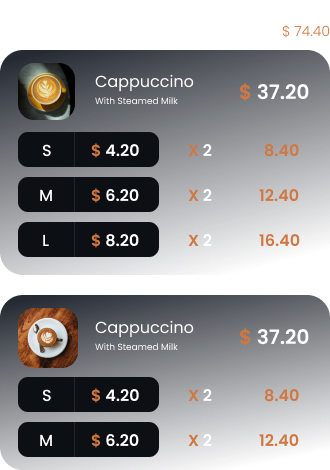 $ 74.40
Cappuccino
With Steamed Milk
$ 37.20
S $ 4.20 X 2 8.40
M $ 6.20 X 2 12.40
L $ 8.20 X 2 16.40
Cappuccino
With Steamed Milk
$ 37.20
S $ 4.20 X 2 8.40
M $ 6.20 X 2 12.40